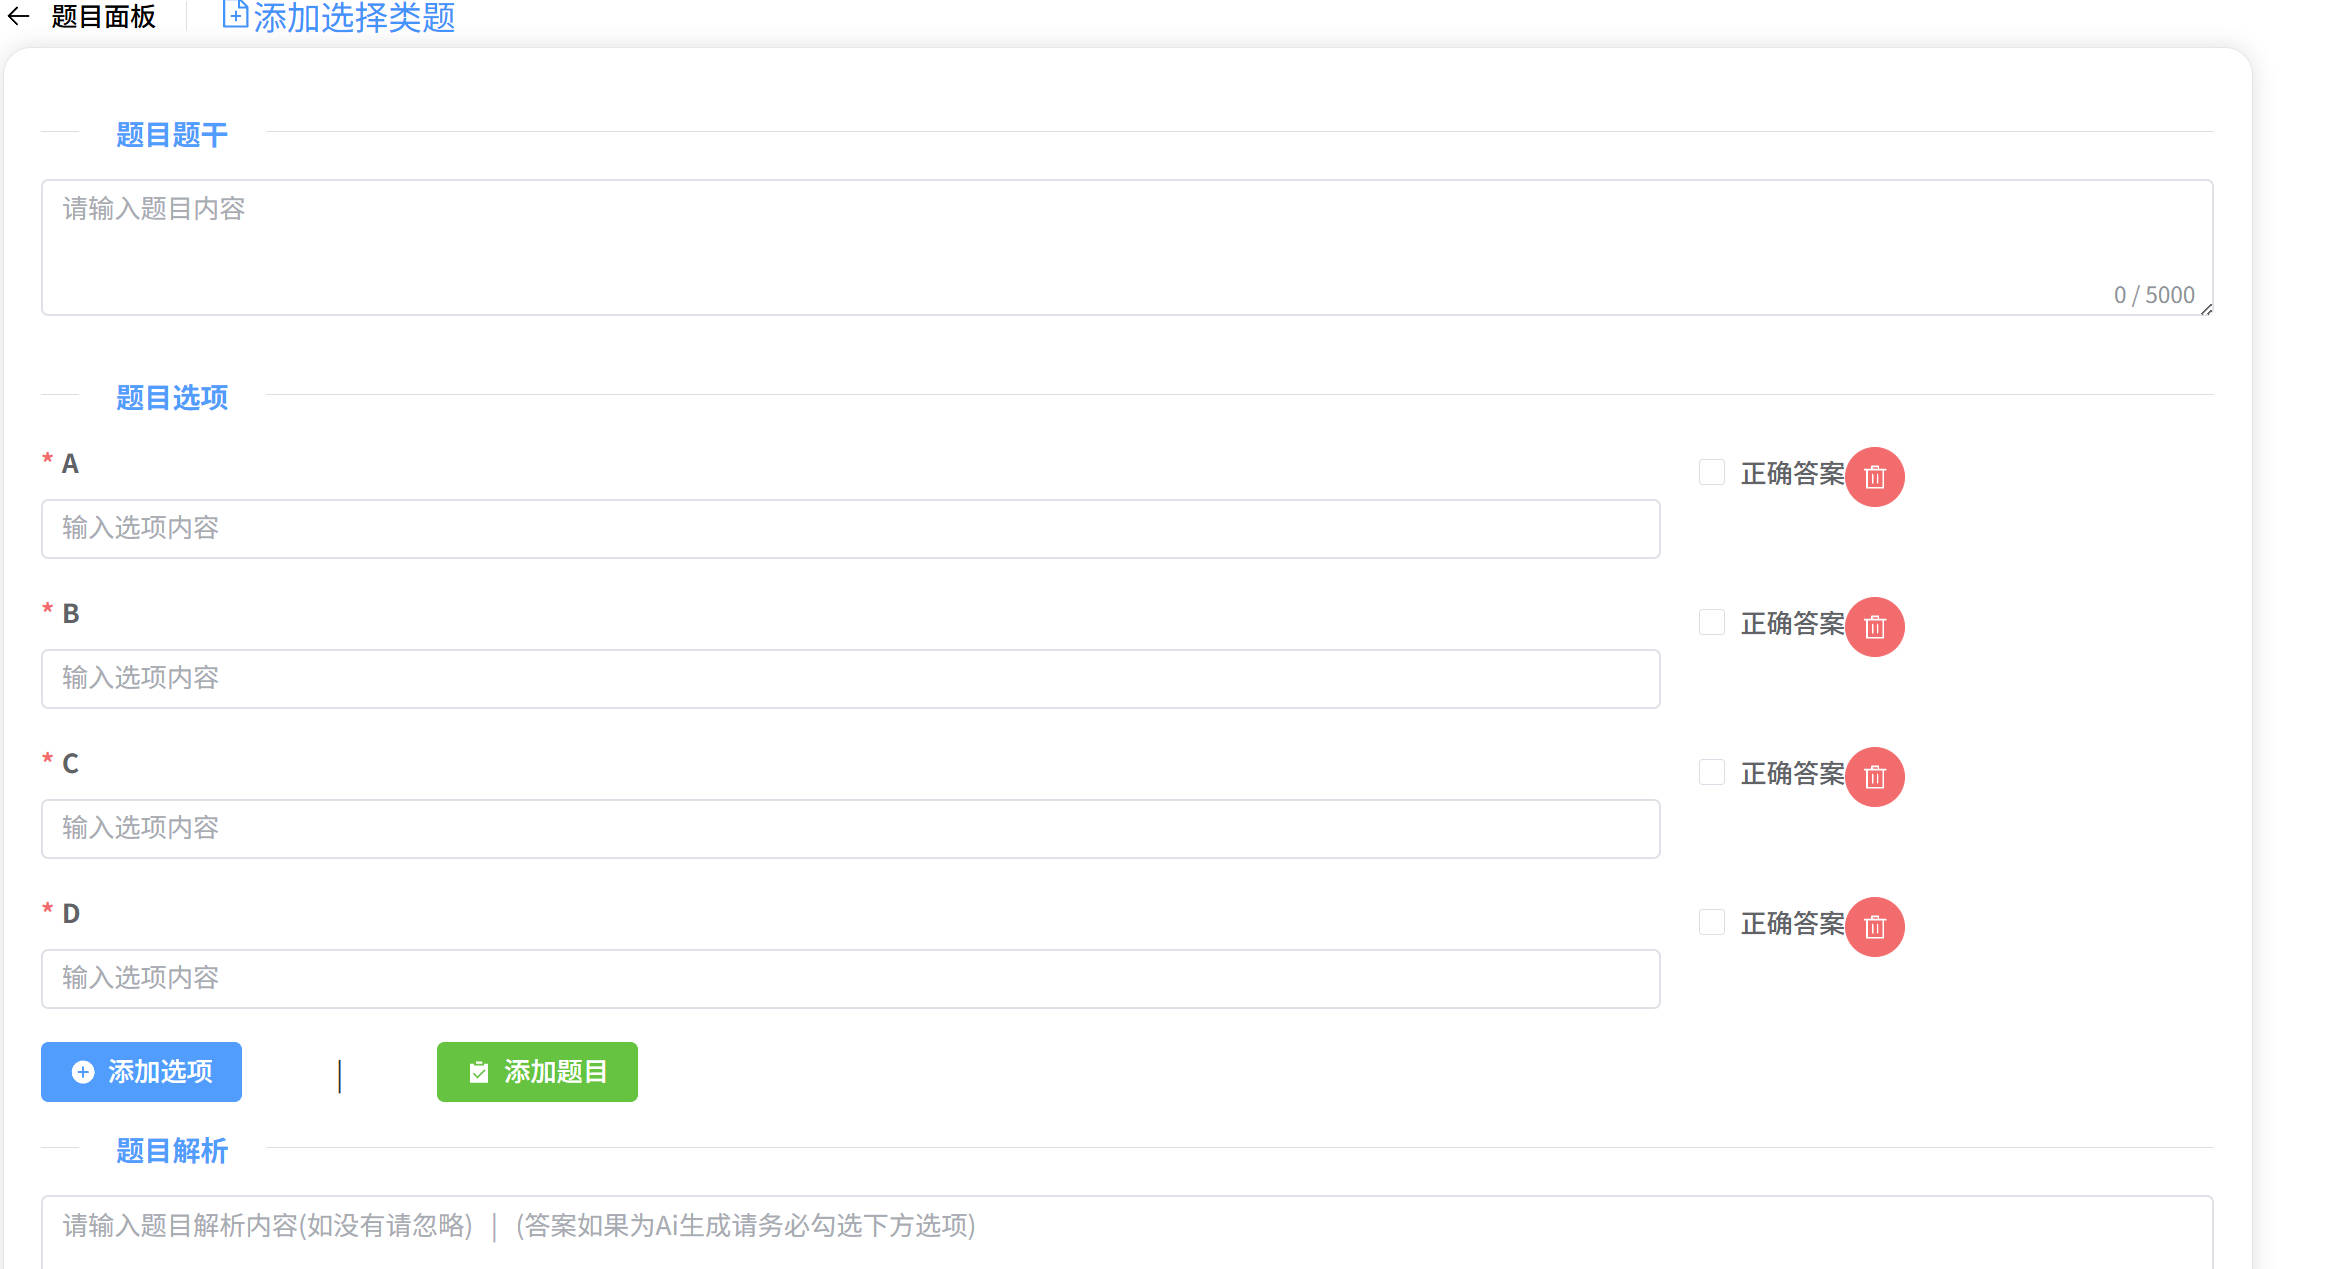 题目面板 添加选择类题
题目题干
请输入题目内容
0 / 5000
题目选项
* A
正确答案
输入选项内容
* B
正确答案
输入选项内容
* C
正确答案
输入选项内容
* D
正确答案
输入选项内容
添加选项 | 添加题目
题目解析
请输入题目解析内容(如没有请忽略) | (答案如果为Ai生成请务必勾选下方选项)